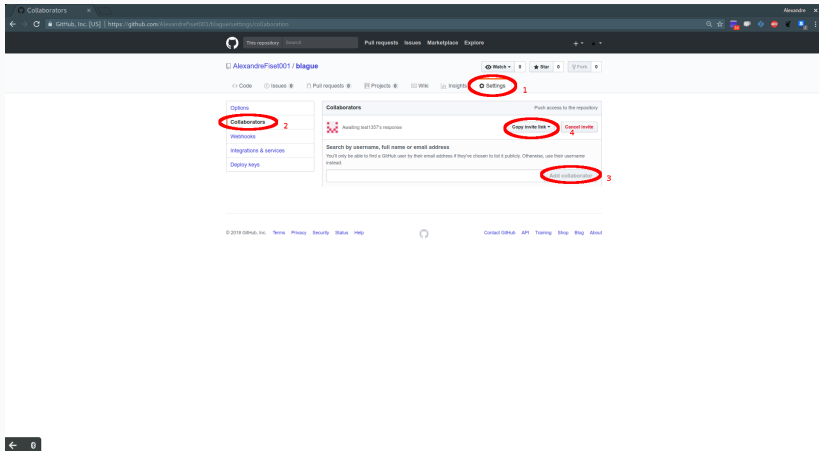 Collaborators
Alexandre
GitHub, Inc. [US] | https://github.com/AlexandreFiset001/blague/settings/collaboration
This repository Search Pull requests Issues Marketplace Explore
AlexandreFiset001 / blague
Watch 0 Star 0 Fork 0
Code Issues 0 Pull requests 0 Projects 0 Wiki Insights Settings 1
Options
Collaborators 2
Webhooks
Integrations & services
Deploy keys
Collaborators Push access to the repository
Awaiting test1357's response Copy invite link Cancel invite
4
Search by username, full name or email address
You'll only be able to find a GitHub user by their email address if they've chosen to list it publicly. Otherwise, use their username
instead.
Add collaborator 3
© 2018 GitHub, Inc. Terms Privacy Security Status Help Contact GitHub API Training Shop Blog About